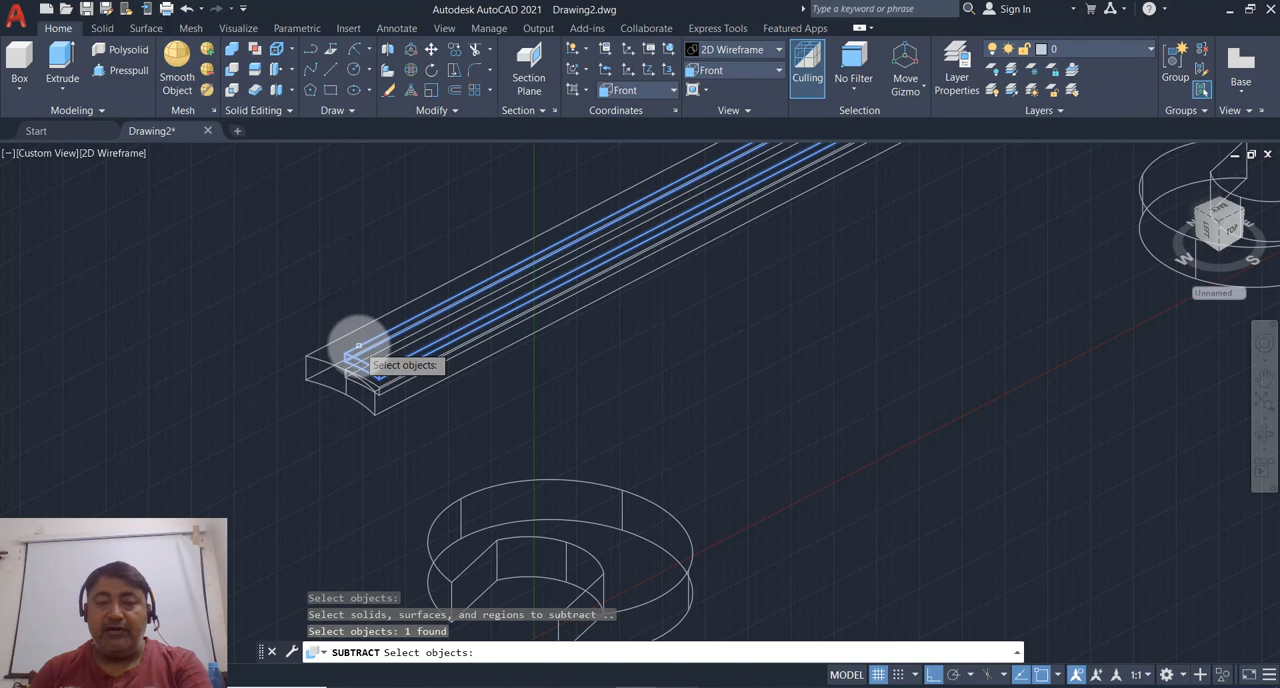 Autodesk AutoCAD 2021 Drawing2.dwg
Type a keyword or phrase
Sign In
Home Solid Surface Mesh Visualize Parametric Insert Annotate View Manage Output Add-ins Collaborate Express Tools Featured Apps
Box
Extrude
Polysolid
Presspull
Smooth
Object
Section
Plane
Front
2D Wireframe
Front
Culling
No Filter
Move
Gizmo
Layer
Properties
0
Group
Base
Modeling Mesh Solid Editing Draw Modify Section Coordinates View Selection Layers Groups View
Start
Drawing2*
[−][Custom View][2D Wireframe]
TOP
W
S
Unnamed
Select objects:
Select objects:
Select solids, surfaces, and regions to subtract ..
Select objects: 1 found
SUBTRACT Select objects:
MODEL
1:1